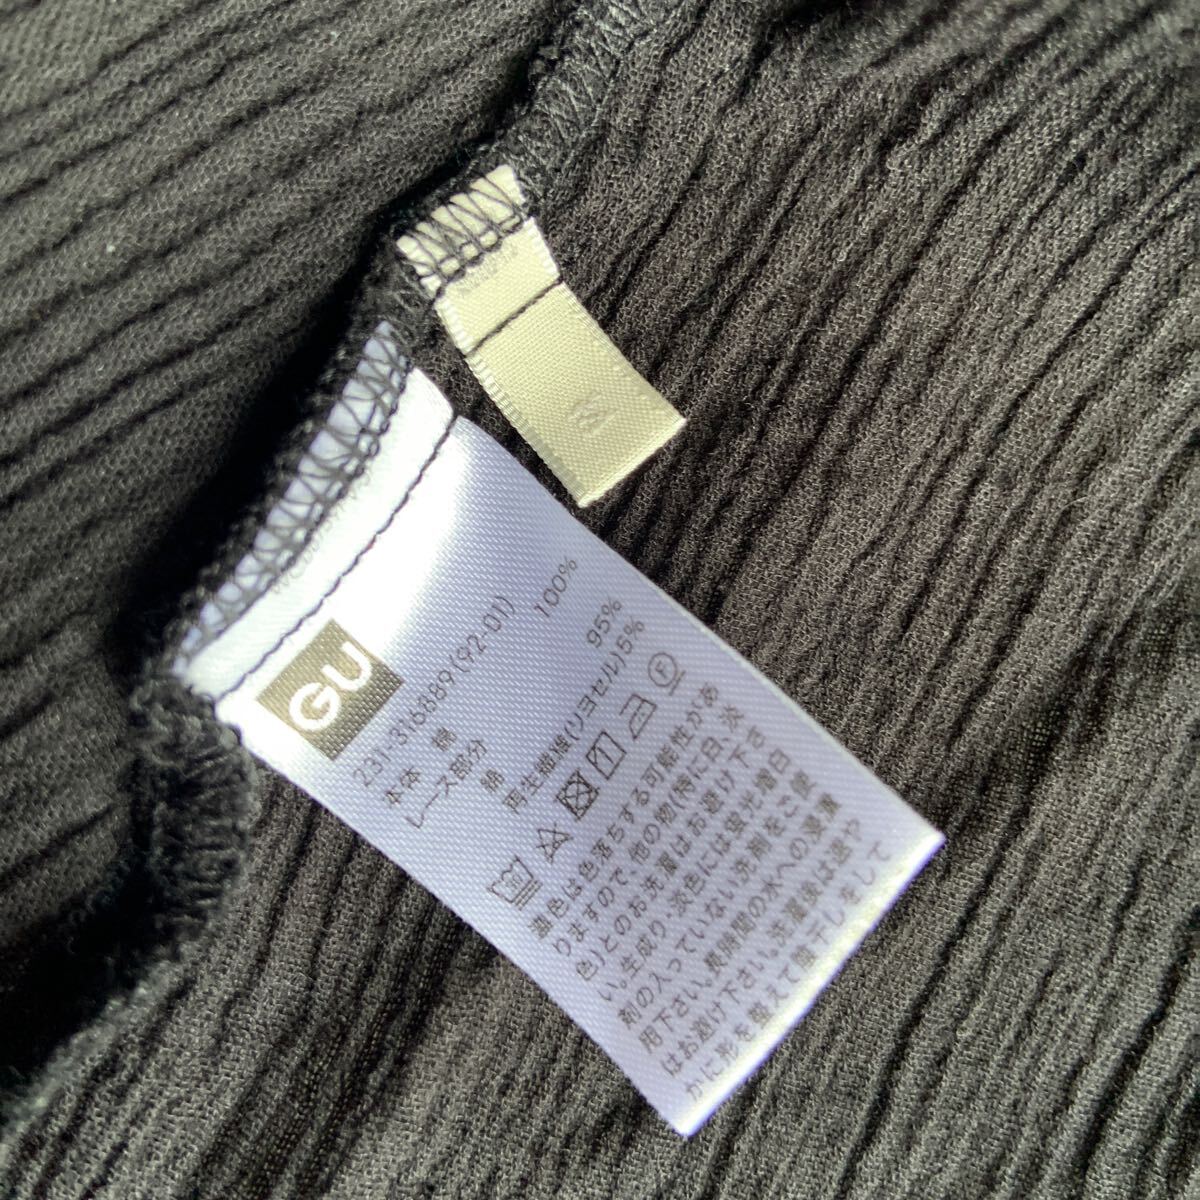 GU
231-316889(92-01)
本体 綿 100%
レース部分
綿 95%
再生繊維(リヨセル)5%
濃色は色落ちする可能性があ
りますので、他の物(特に白、淡
色)とのお洗濯はお避け下さ
い。生成り・淡色には蛍光増白
剤の入っていない洗剤をご使
用下さい。長時間の水への浸漬
はお避け下さい。洗濯後は速や
かに形を整えて陰干しをして